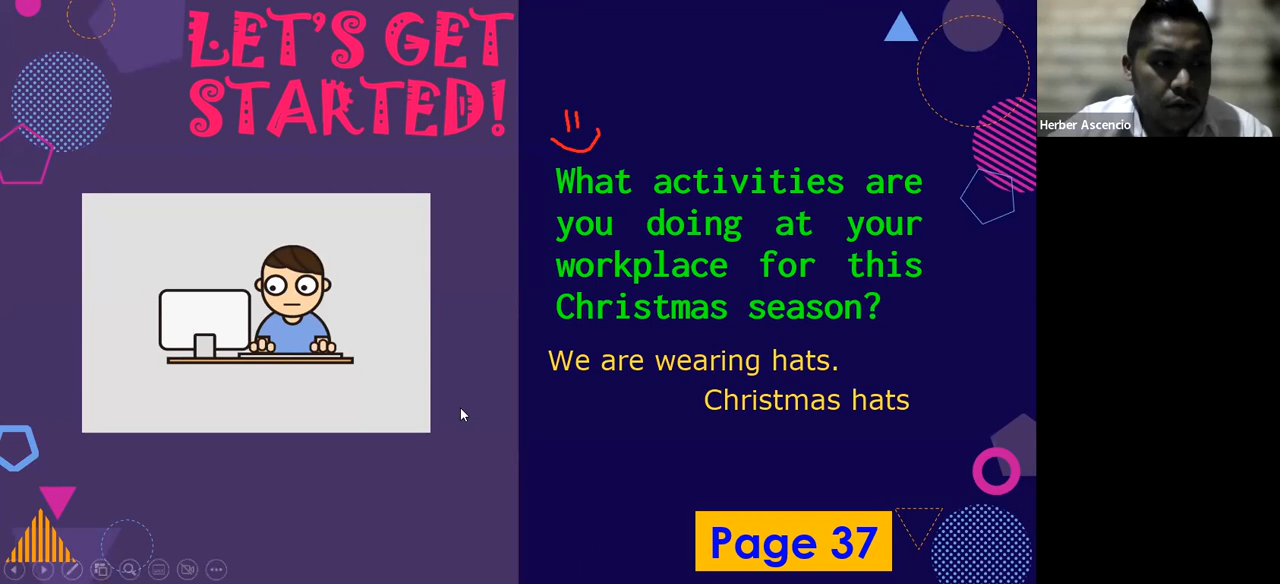 LET'S GET
STARTED!
What activities are
you doing at your
workplace for this
Christmas season?
We are wearing hats.
Christmas hats
Page 37
Herber Ascencio